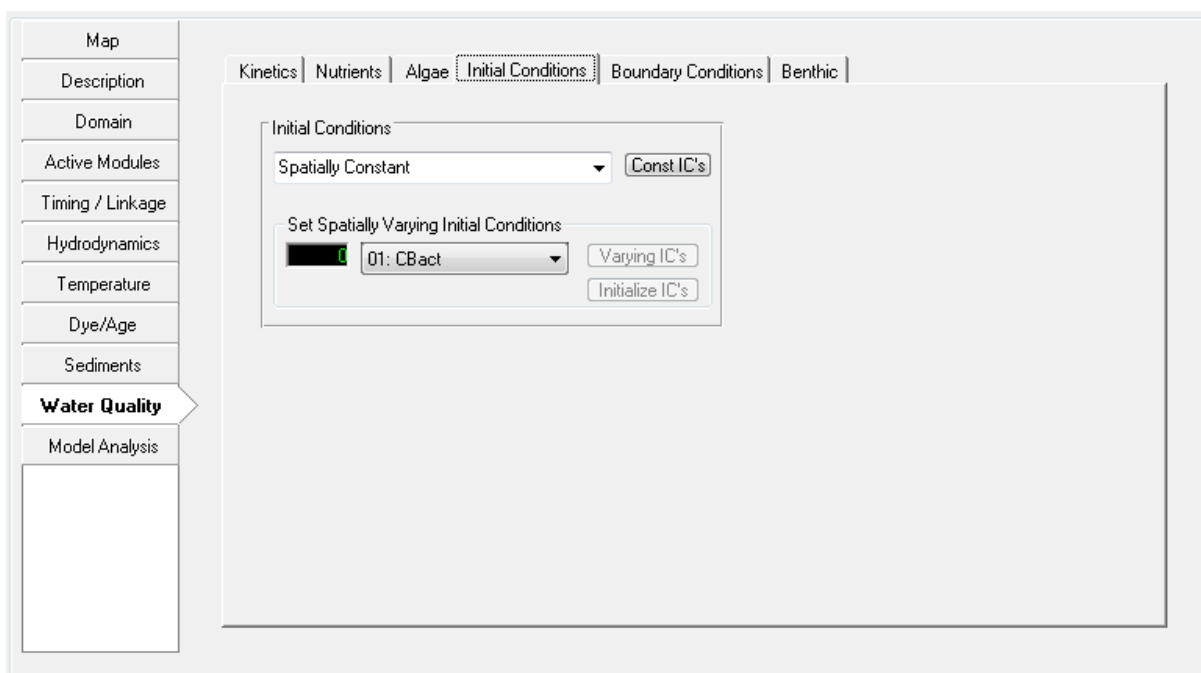 Map
Description
Domain
Active Modules
Timing / Linkage
Hydrodynamics
Temperature
Dye/Age
Sediments
Water Quality
Model Analysis
Kinetics Nutrients Algae Initial Conditions Boundary Conditions Benthic
Initial Conditions
Spatially Constant Const IC's
Set Spatially Varying Initial Conditions
0 01: CBact Varying IC's
Initialize IC's